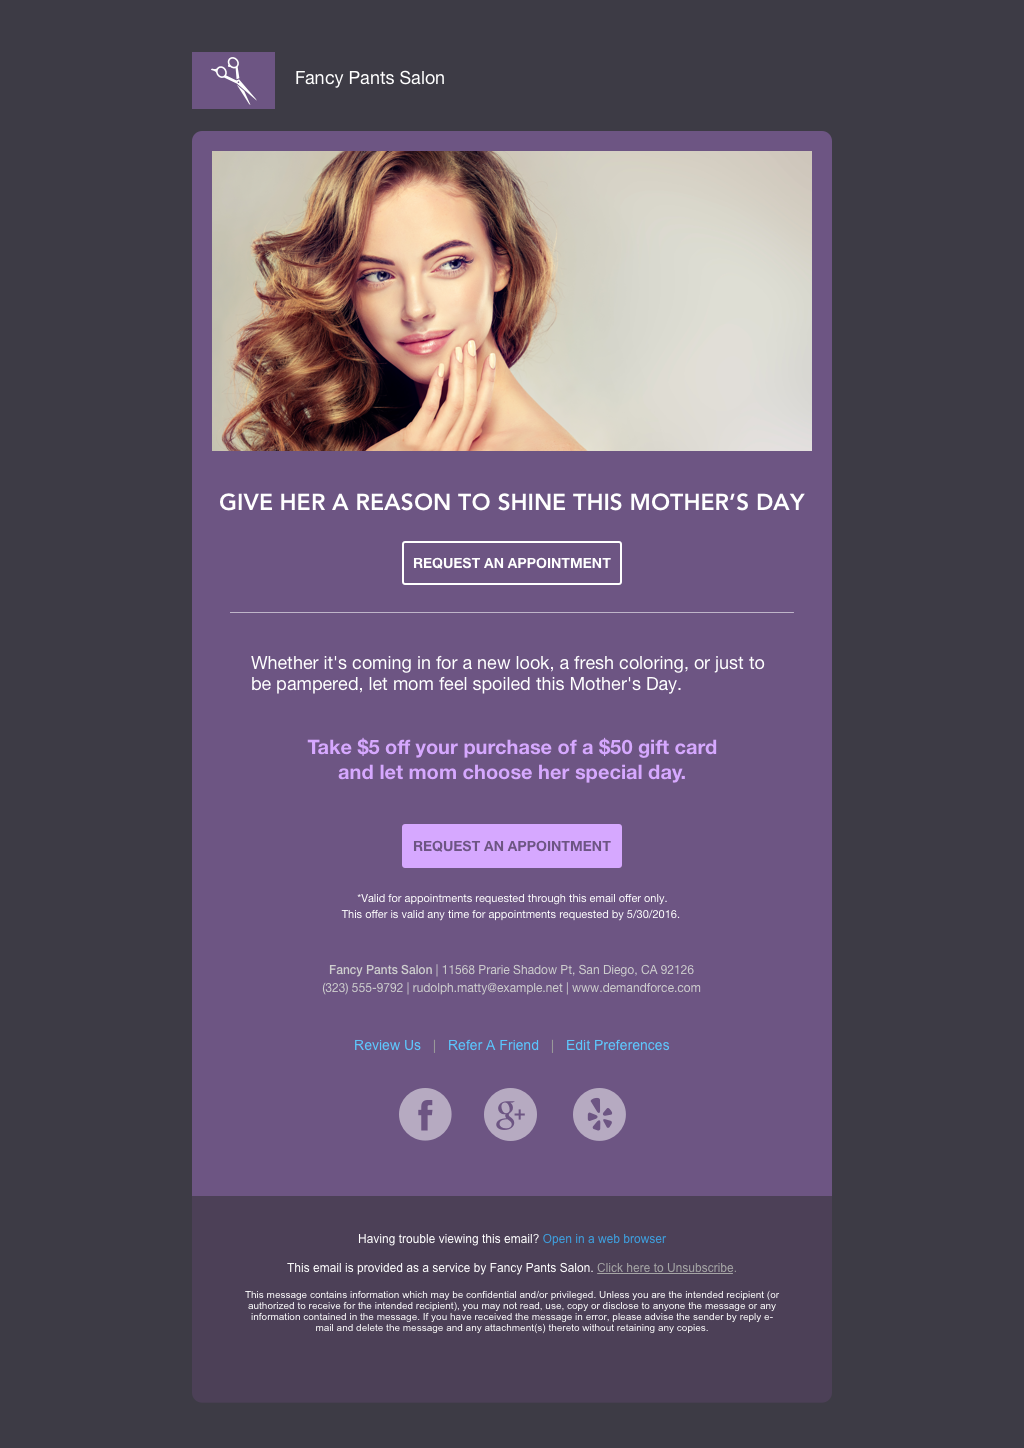 Fancy Pants Salon
GIVE HER A REASON TO SHINE THIS MOTHER’S DAY
REQUEST AN APPOINTMENT
Whether it's coming in for a new look, a fresh coloring, or just to
be pampered, let mom feel spoiled this Mother's Day.
Take $5 off your purchase of a $50 gift card
and let mom choose her special day.
REQUEST AN APPOINTMENT
*Valid for appointments requested through this email offer only.
This offer is valid any time for appointments requested by 5/30/2016.
Fancy Pants Salon | 11568 Prarie Shadow Pt, San Diego, CA 92126
(323) 555-9792 | rudolph.matty@example.net | www.demandforce.com
Review Us | Refer A Friend | Edit Preferences
f g+
Having trouble viewing this email? Open in a web browser
This email is provided as a service by Fancy Pants Salon. Click here to Unsubscribe.
This message contains information which may be confidential and/or privileged. Unless you are the intended recipient (or
authorized to receive for the intended recipient), you may not read, use, copy or disclose to anyone the message or any
information contained in the message. If you have received the message in error, please advise the sender by reply e-
mail and delete the message and any attachment(s) thereto without retaining any copies.